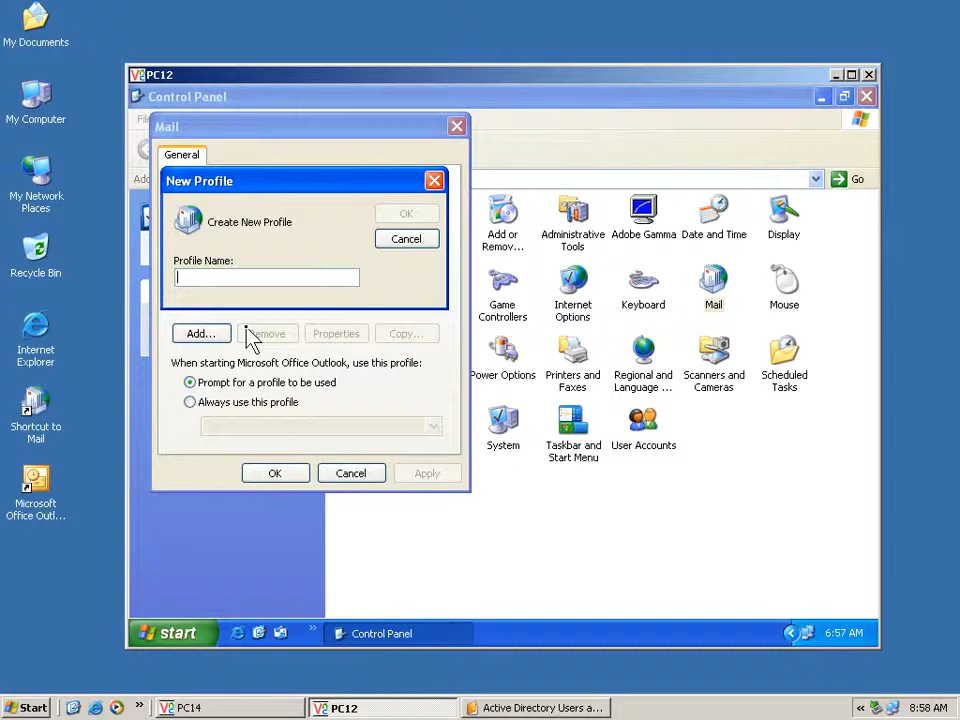 My Documents
My Computer
My Network
Places
Recycle Bin
Internet
Explorer
Shortcut to
Mail
Microsoft
Office Outl...
PC12
Control Panel
Mail
General
New Profile
Create New Profile
OK
Cancel
Profile Name:
Add...
Remove
Properties
Copy...
When starting Microsoft Office Outlook, use this profile:
Prompt for a profile to be used
Always use this profile
OK
Cancel
Apply
Go
Add or
Remov...
Administrative
Tools
Adobe Gamma
Date and Time
Display
Game
Controllers
Internet
Options
Keyboard
Mail
Mouse
Power Options
Printers and
Faxes
Regional and
Language ...
Scanners and
Cameras
Scheduled
Tasks
System
Taskbar and
Start Menu
User Accounts
start
Control Panel
6:57 AM
Start
PC14
PC12
Active Directory Users a...
8:58 AM